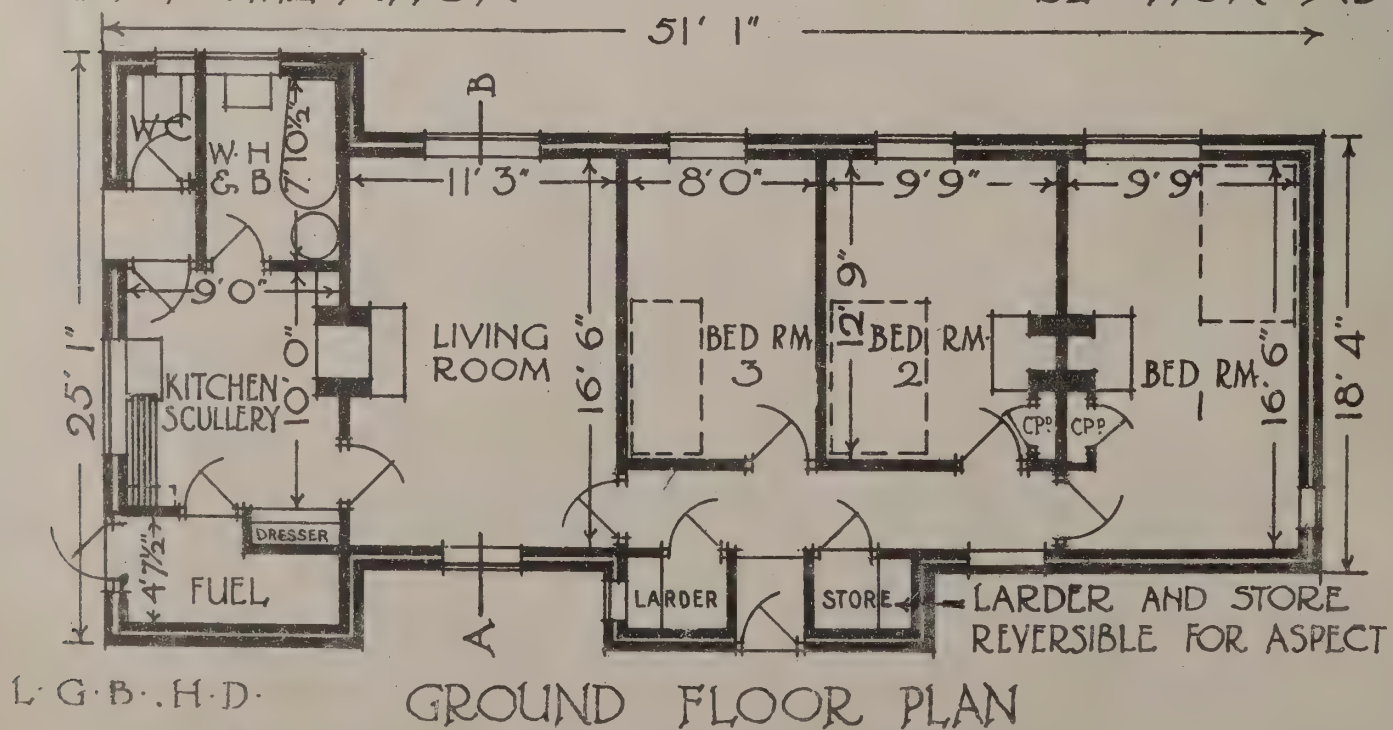 51' 1"
B
W C
W. H
& B
7' 10½"
11' 3"
8' 0"
9' 9"
9' 9"
25' 1"
9' 0"
KITCHEN
SCULLERY
10' 0"
LIVING
ROOM
16' 6"
BED RM
3
12' 9"
BED RM.
2
CPD
CPD
BED RM.
1
16' 6"
18' 4"
DRESSER
4' 7½"
FUEL
A
LARDER
STORE
LARDER AND STORE
REVERSIBLE FOR ASPECT
L. G. B. . H. D.
GROUND FLOOR PLAN